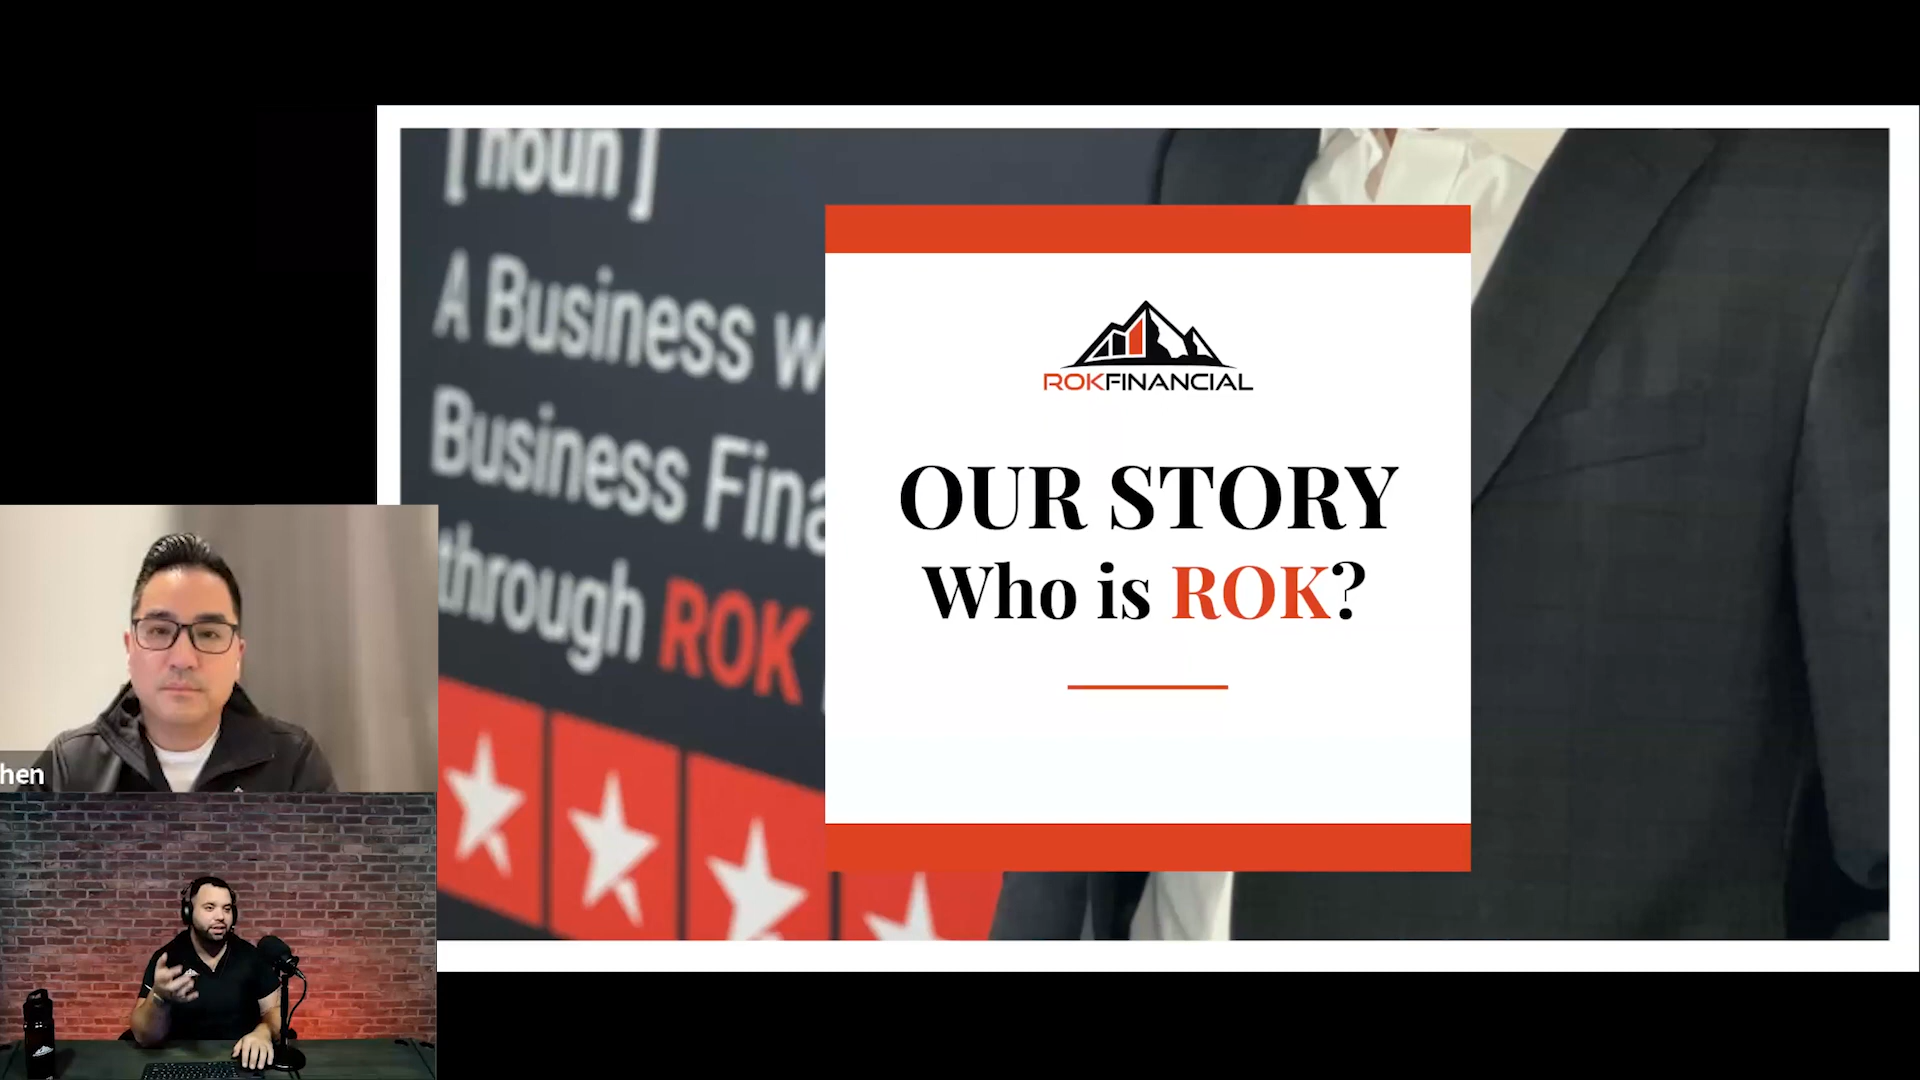 [noun]
A Business w
Business Fina
through ROK
ROKFINANCIAL
OUR STORY
Who is ROK?
hen